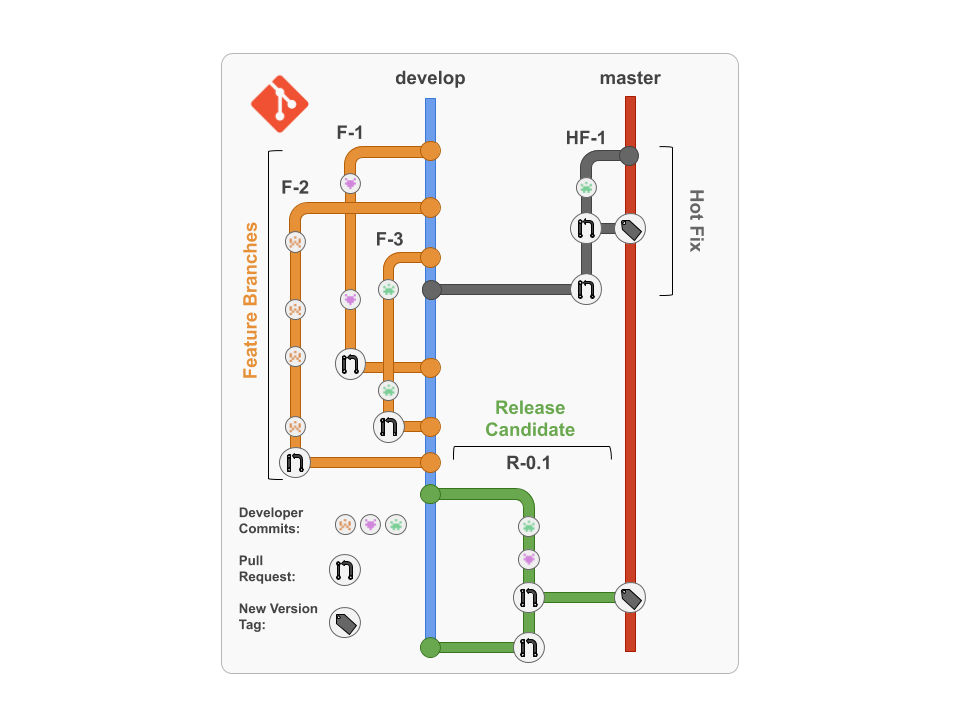 develop
master
F-1
HF-1
F-2
F-3
Hot Fix
Feature Branches
Release
Candidate
R-0.1
Developer
Commits:
Pull
Request:
New Version
Tag: